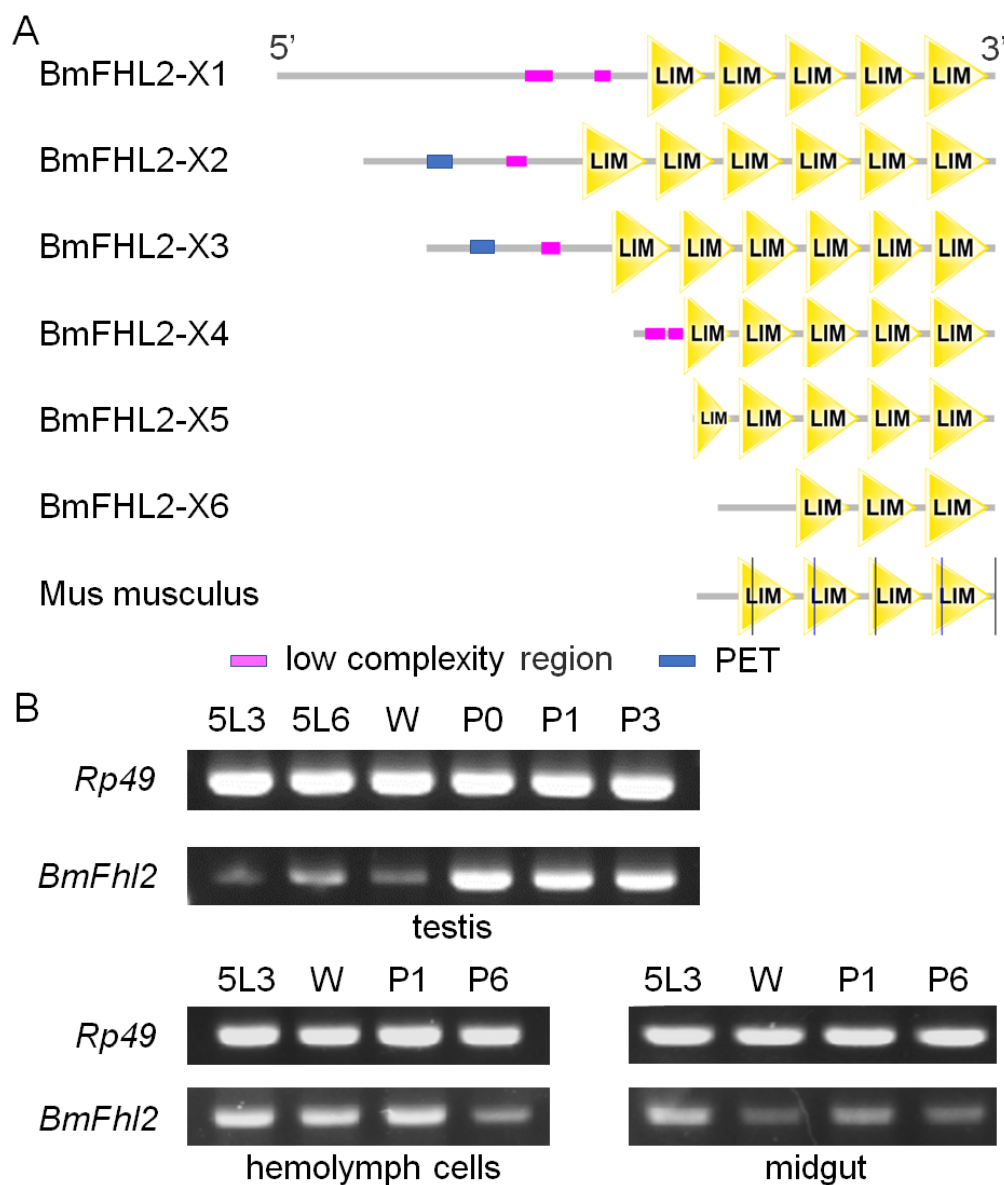 A
5’ 3’
BmFHL2-X1 LIM LIM LIM LIM LIM
BmFHL2-X2 LIM LIM LIM LIM LIM LIM
BmFHL2-X3 LIM LIM LIM LIM LIM LIM
BmFHL2-X4 LIM LIM LIM LIM LIM
BmFHL2-X5 LIM LIM LIM LIM LIM
BmFHL2-X6 LIM LIM LIM
Mus musculus LIM LIM LIM LIM
low complexity region PET
B
5L3 5L6 W P0 P1 P3
Rp49
BmFhl2
testis
5L3 W P1 P6 5L3 W P1 P6
Rp49
BmFhl2
hemolymph cells midgut